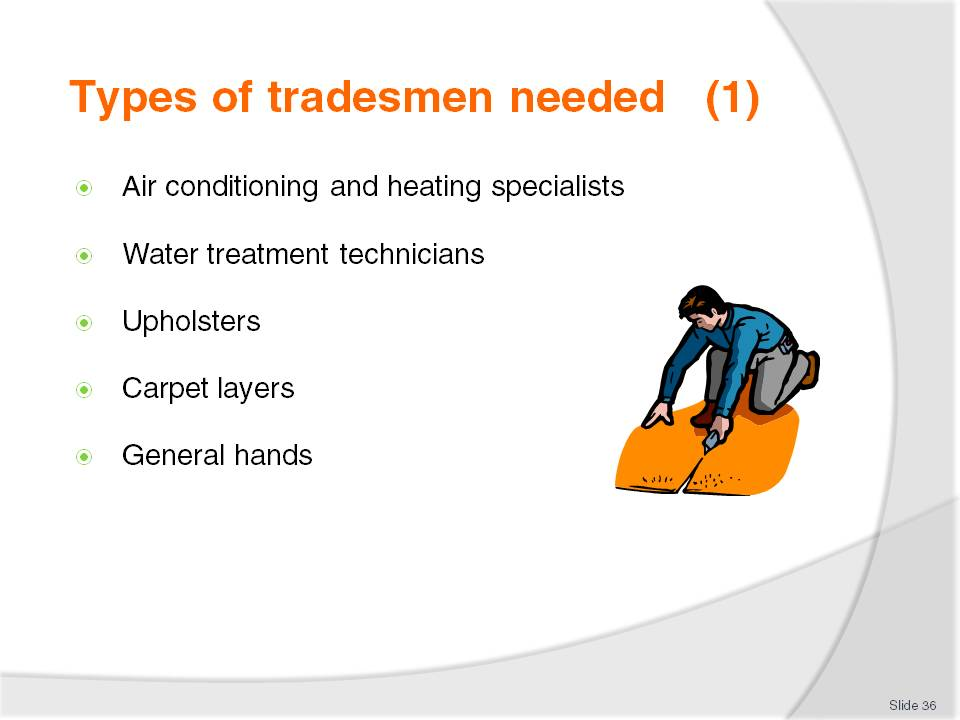 Types of tradesmen needed (1)
Air conditioning and heating specialists
Water treatment technicians
Upholsters
Carpet layers
General hands
Slide 36